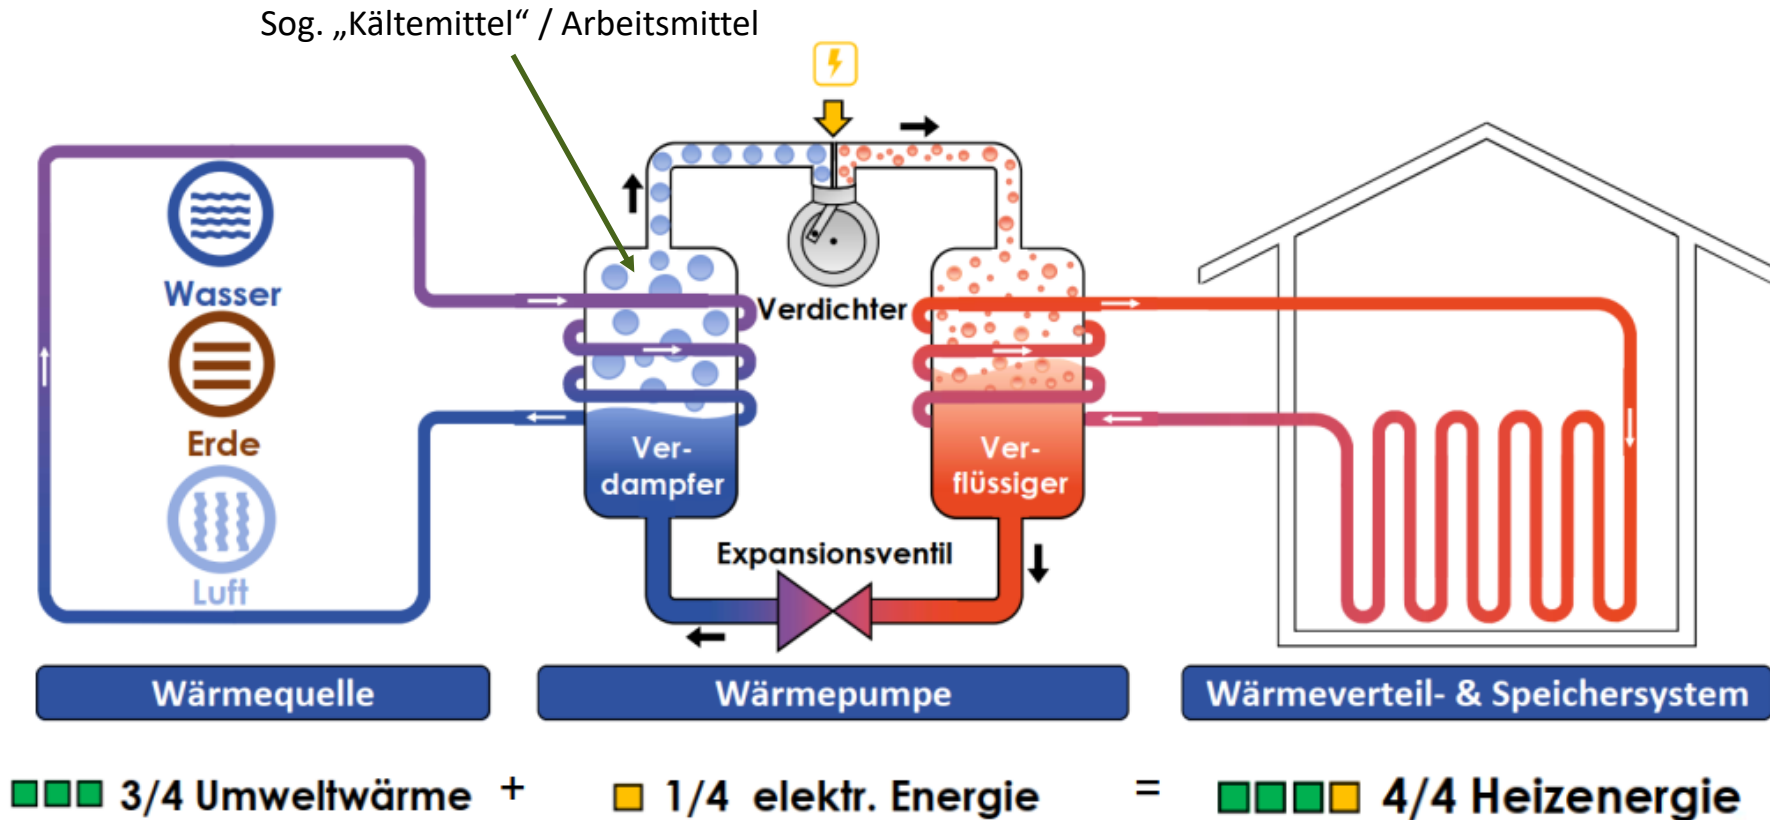 Sog. „Kältemittel“ / Arbeitsmittel
Wasser
Erde
Luft
Verdichter
Ver-
dampfer
Ver-
flüssiger
Expansionsventil
Wärmequelle
Wärmepumpe
Wärmeverteil- & Speichersystem
3/4 Umweltwärme + 1/4 elektr. Energie = 4/4 Heizenergie